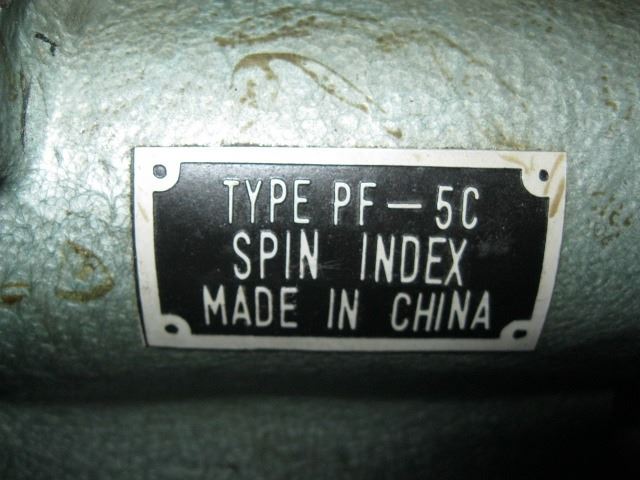 TYPE PF-5C
SPIN INDEX
MADE IN CHINA